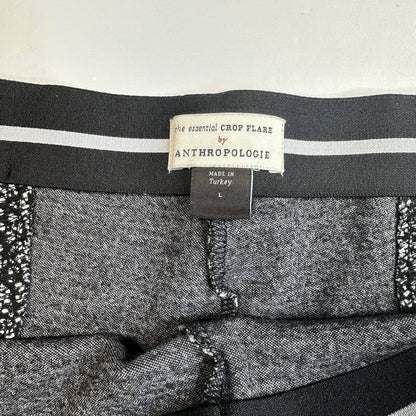 the essential CROP FLARE
by
ANTHROPOLOGIE
MADE IN
Turkey
L